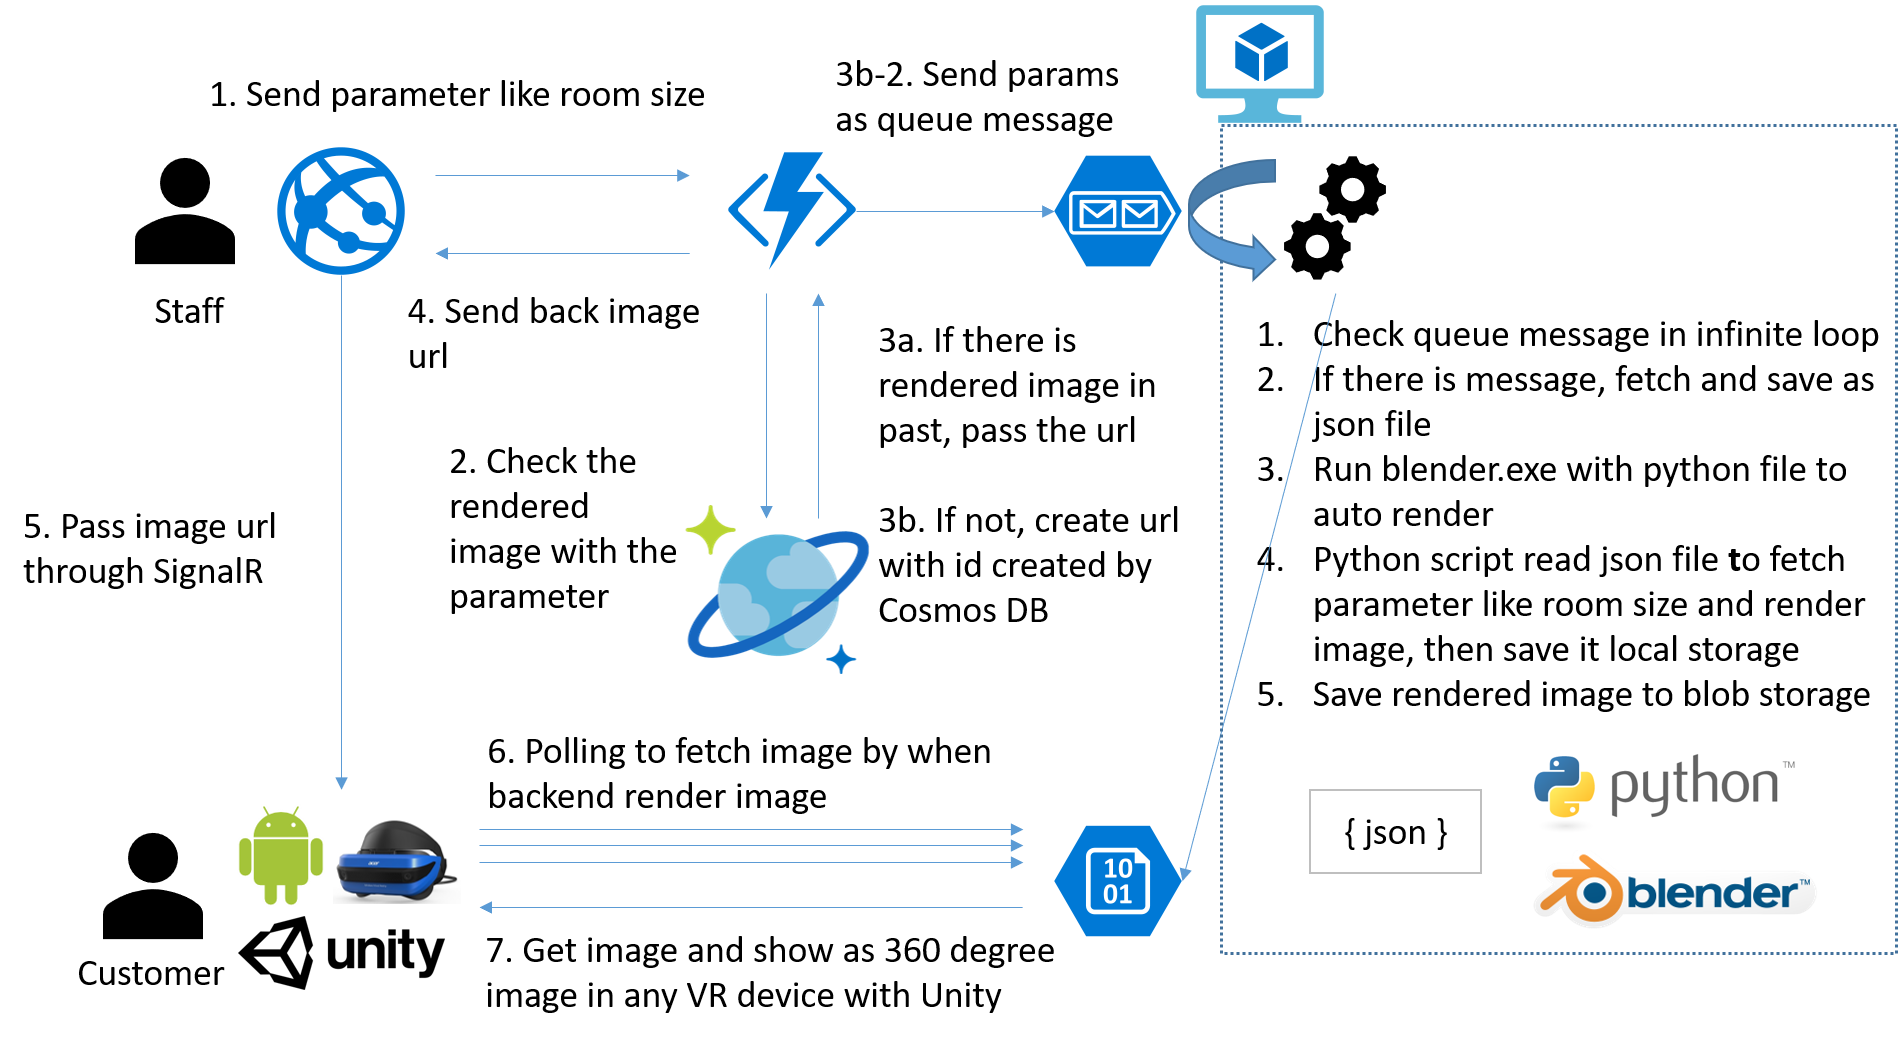 1. Send parameter like room size
3b-2. Send params
as queue message
Staff
4. Send back image
url
3a. If there is
rendered image in
past, pass the url
2. Check the
rendered
image with the
parameter
3b. If not, create url
with id created by
Cosmos DB
5. Pass image url
through SignalR
1. Check queue message in infinite loop
2. If there is message, fetch and save as
json file
3. Run blender.exe with python file to
auto render
4. Python script read json file to fetch
parameter like room size and render
image, then save it local storage
5. Save rendered image to blob storage
6. Polling to fetch image by when
backend render image
python™
{ json }
blender™
10
01
acer
unity
Customer
7. Get image and show as 360 degree
image in any VR device with Unity